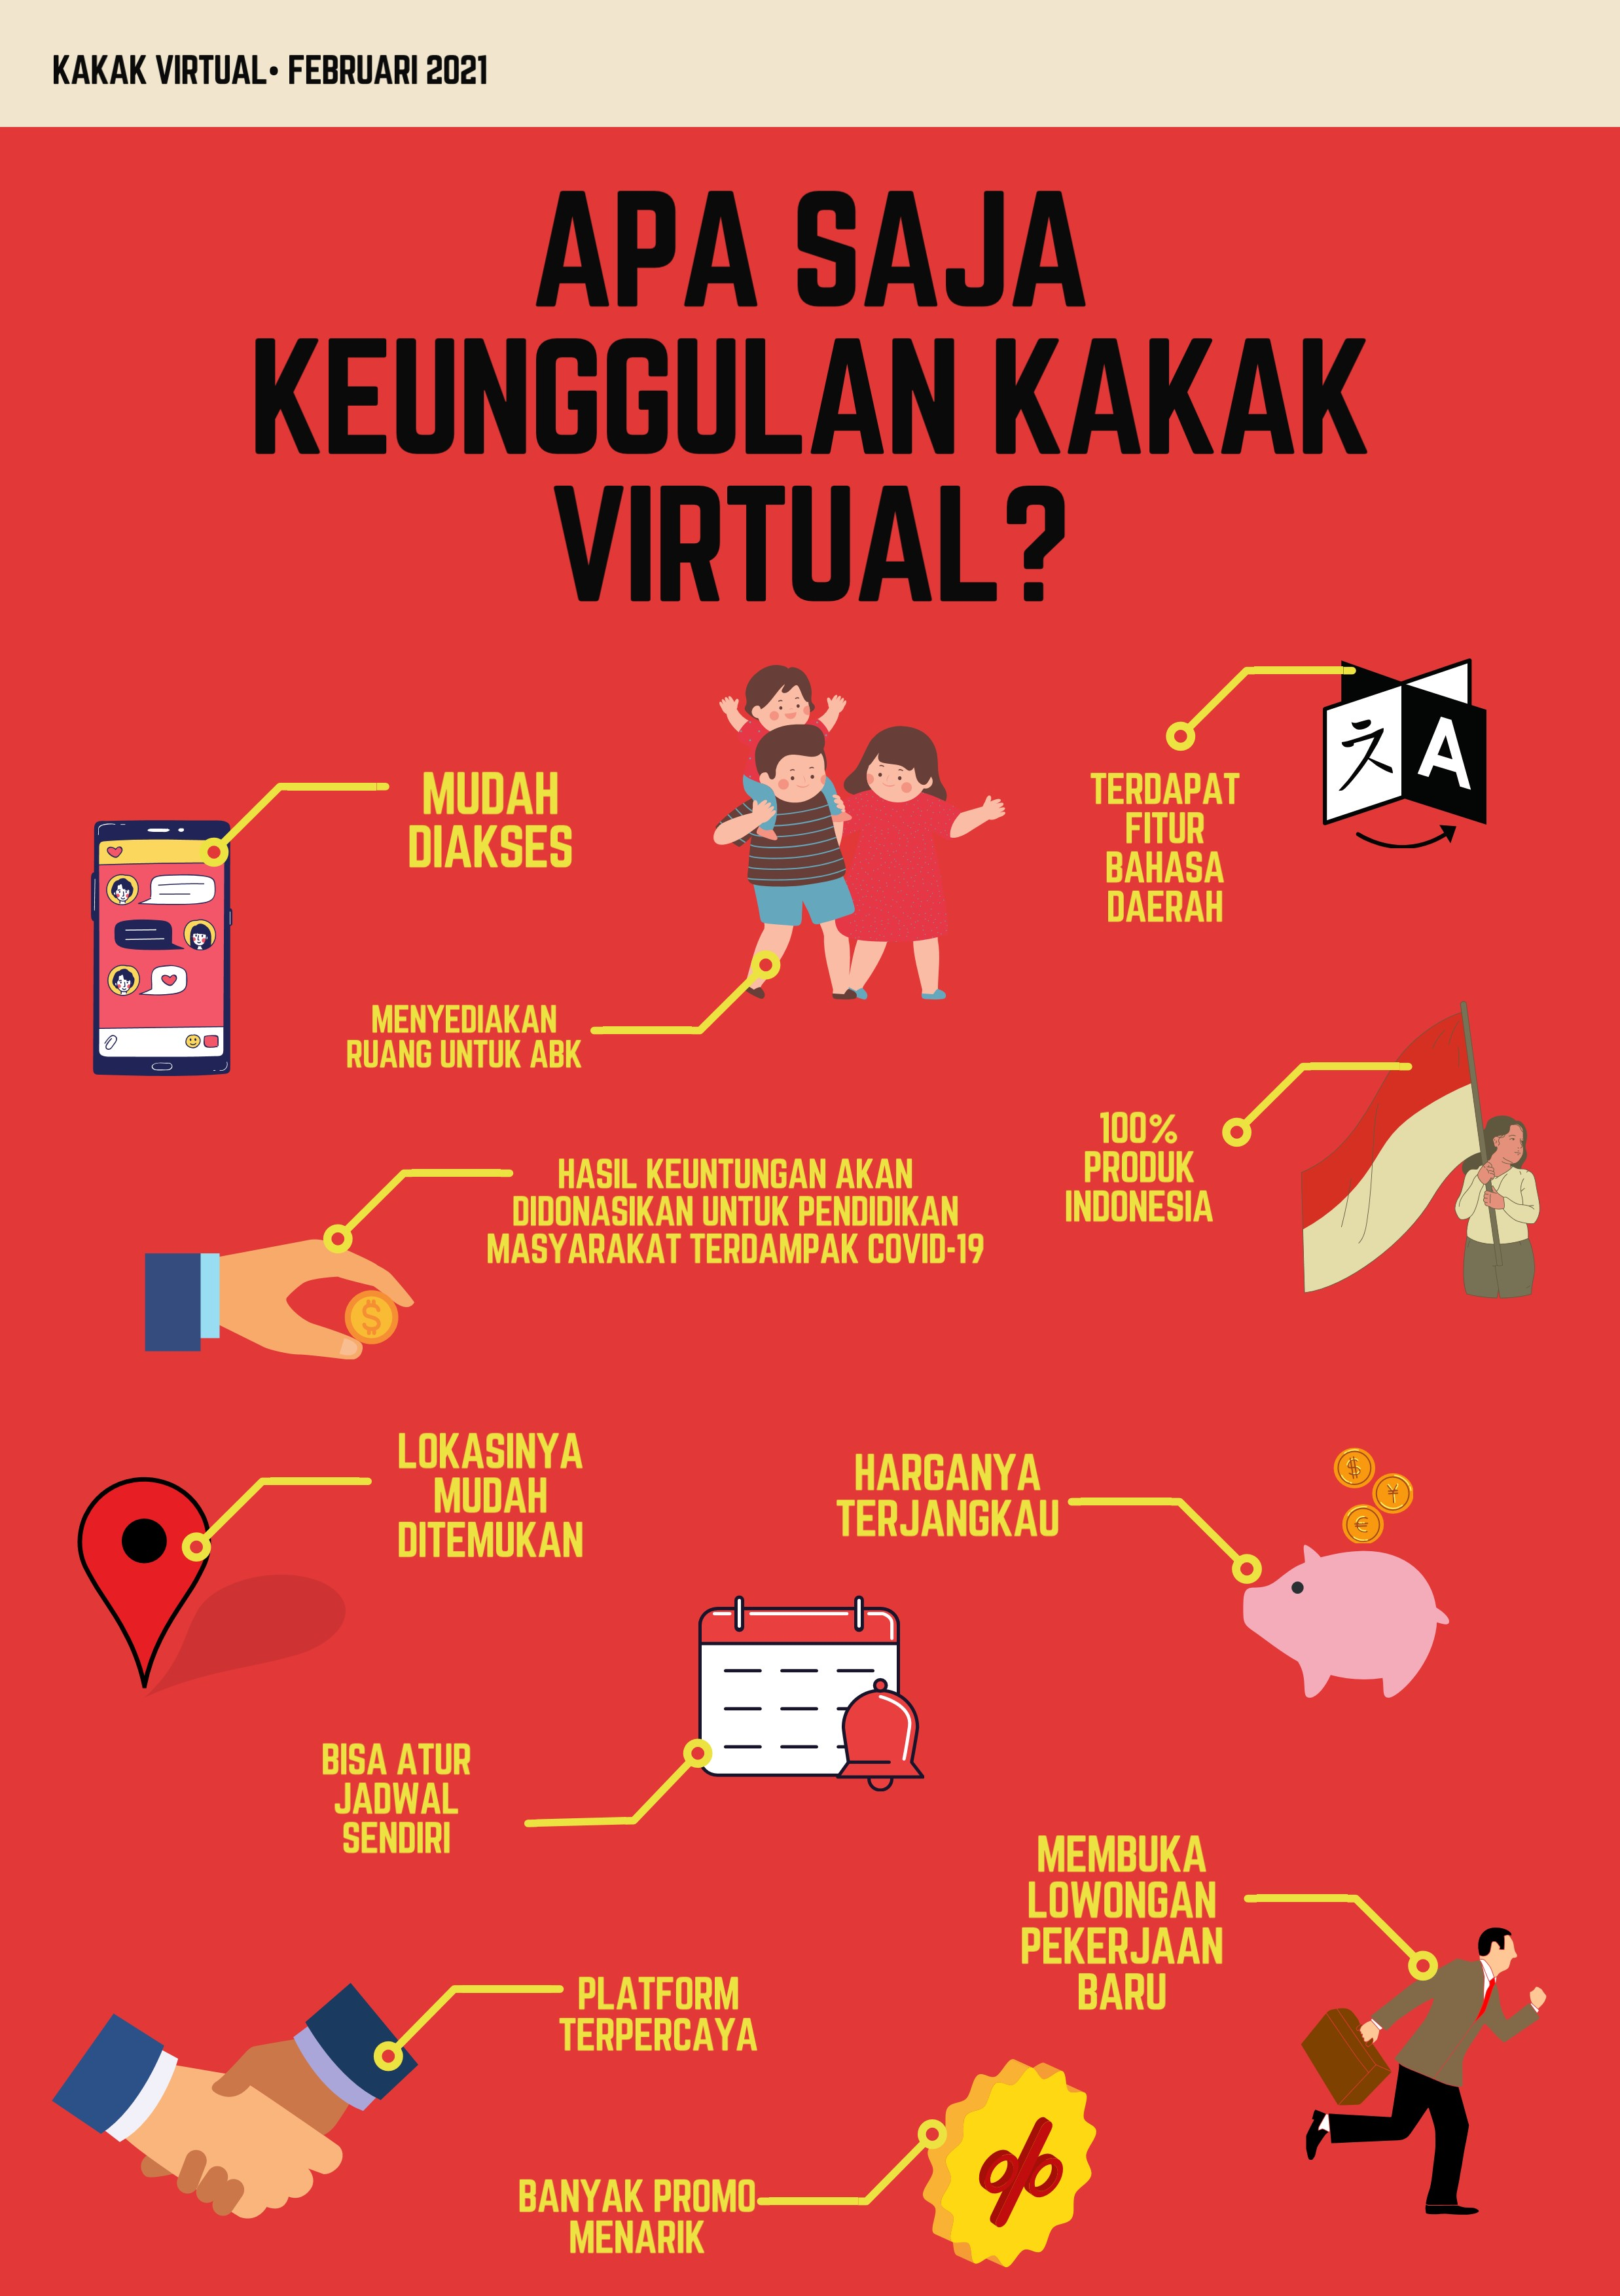 KAKAK VIRTUAL• FEBRUARI 2021
APA SAJA
KEUNGGULAN KAKAK
VIRTUAL?
MUDAH
DIAKSES
TERDAPAT
FITUR
BAHASA
DAERAH
A
MENYEDIAKAN
RUANG UNTUK ABK
100%
PRODUK
INDONESIA
HASIL KEUNTUNGAN AKAN
DIDONASIKAN UNTUK PENDIDIKAN
MASYARAKAT TERDAMPAK COVID-19
$
LOKASINYA
MUDAH
DITEMUKAN
HARGANYA
TERJANGKAU
$
¥
€
BISA ATUR
JADWAL
SENDIRI
MEMBUKA
LOWONGAN
PEKERJAAN
BARU
PLATFORM
TERPERCAYA
BANYAK PROMO
MENARIK
%